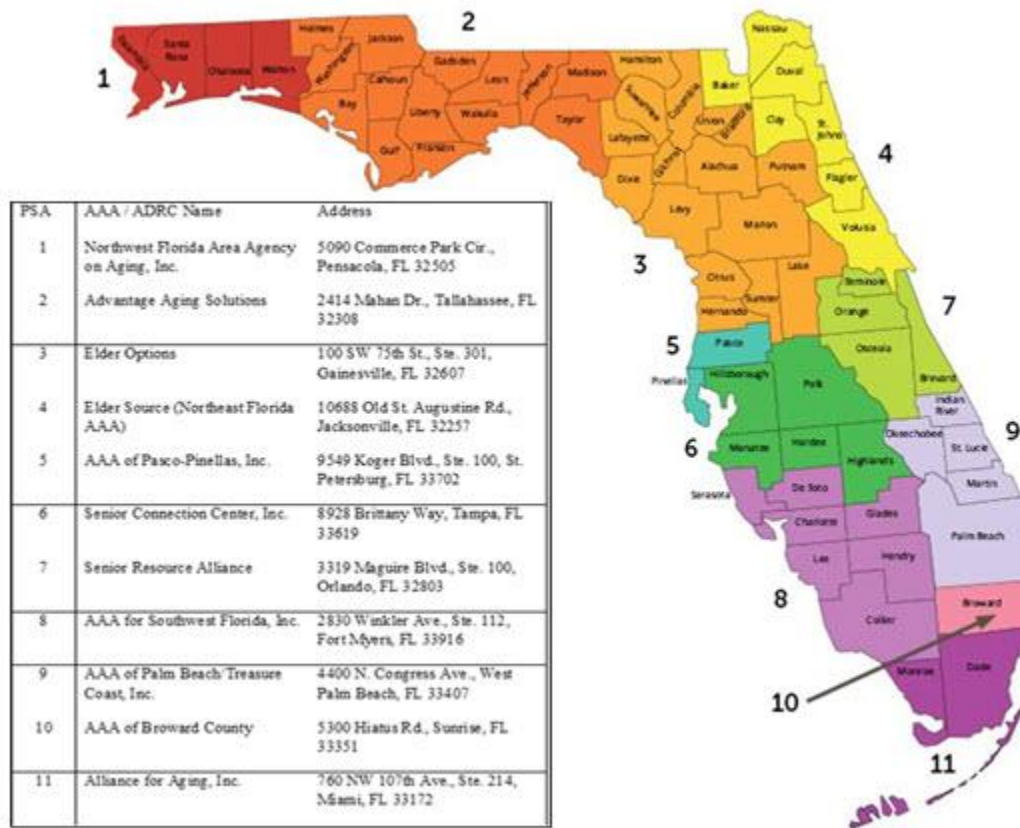 2
1
Escambia
Santa
Rosa
Okaloosa
Walton
Holmes
Jackson
Washington
Bay
Calhoun
Gulf
Liberty
Gadsden
Leon
Wakulla
Jefferson
Madison
Taylor
Hamilton
Suwannee
Lafayette
Dixie
Columbia
Gilchrist
Union
Bradford
Alachua
Putnam
Levy
Marion
Citrus
Hernando
Sumter
Lake
Baker
Nassau
Duval
Clay
St.
Johns
Flagler
Volusia
4
3
Seminole
Orange
Osceola
Brevard
7
5
Pasco
Pinellas
Hillsborough
Polk
Manatee
Hardee
Highlands
6
Indian
River
Okeechobee
St. Lucie
Martin
Palm Beach
9
Sarasota
De Soto
Charlotte
Glades
Lee
Hendry
Collier
8
Broward
10
Monroe
Dade
11
PSA AAA / ADRC Name Address
1 Northwest Florida Area Agency 5090 Commerce Park Cir.,
on Aging, Inc. Pensacola, FL 32505
2 Advantage Aging Solutions 2414 Mahan Dr., Tallahassee, FL
32308
3 Elder Options 100 SW 75th St., Ste. 301,
Gainesville, FL 32607
4 Elder Source (Northeast Florida 10688 Old St. Augustine Rd.,
AAA) Jacksonville, FL 32257
5 AAA of Pasco-Pinellas, Inc. 9549 Koger Blvd., Ste. 100, St.
Petersburg, FL 33702
6 Senior Connection Center, Inc. 8928 Brittany Way, Tampa, FL
33619
7 Senior Resource Alliance 3319 Maguire Blvd., Ste. 100,
Orlando, FL 32803
8 AAA for Southwest Florida, Inc. 2830 Winkler Ave., Ste. 112,
Fort Myers, FL 33916
9 AAA of Palm Beach/Treasure 4400 N. Congress Ave., West
Coast, Inc. Palm Beach, FL 33407
10 AAA of Broward County 5300 Hiatus Rd., Sunrise, FL
33351
11 Alliance for Aging, Inc. 760 NW 107th Ave., Ste. 214,
Miami, FL 33172